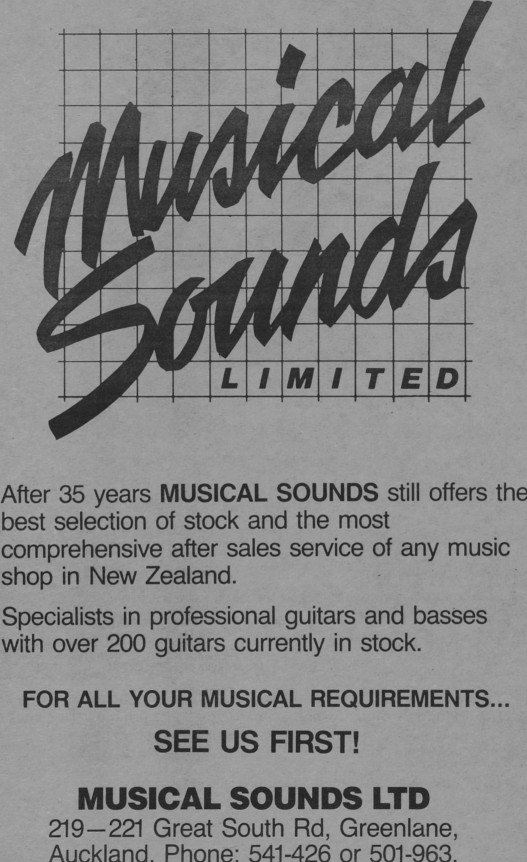 Musical
Sounds
LIMITED
After 35 years MUSICAL SOUNDS still offers the
best selection of stock and the most
comprehensive after sales service of any music
shop in New Zealand.
Specialists in professional guitars and basses
with over 200 guitars currently in stock.
FOR ALL YOUR MUSICAL REQUIREMENTS...
SEE US FIRST!
MUSICAL SOUNDS LTD
219—221 Great South Rd, Greenlane,
Auckland. Phone: 541-426 or 501-963.